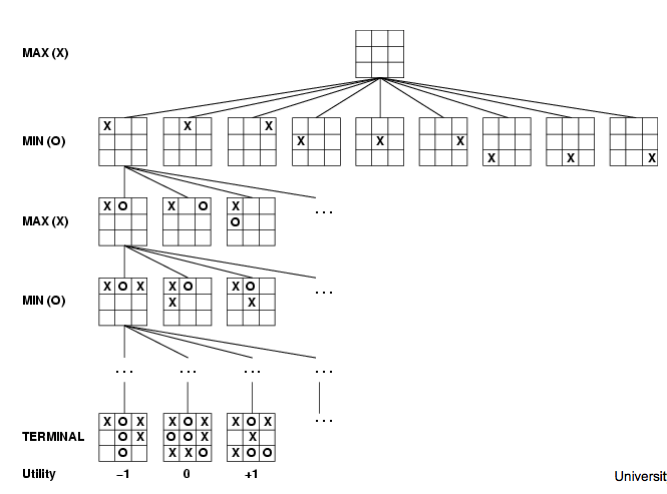 MAX (X)
X X X
MIN (O) X X X
X X X
X O X O X
MAX (X) O
...
X O X X O X O
MIN (O) X X
...
... ... ... ...
X O X X O X X O X ...
TERMINAL O X O O X X
O X X O X O O
Utility −1 0 +1 Universit